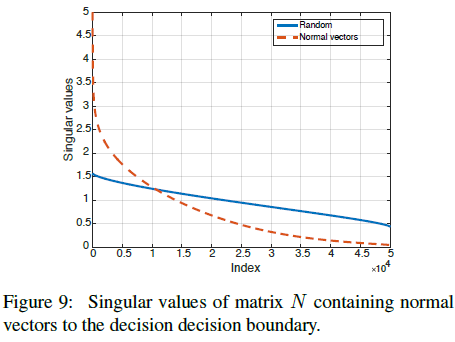 5
4.5
4
3.5
3
2.5
2
1.5
1
0.5
0
Singular values
Random
Normal vectors
0 0.5 1 1.5 2 2.5 3 3.5 4 4.5 5
Index
×10⁴
Figure 9: Singular values of matrix N containing normal
vectors to the decision decision boundary.